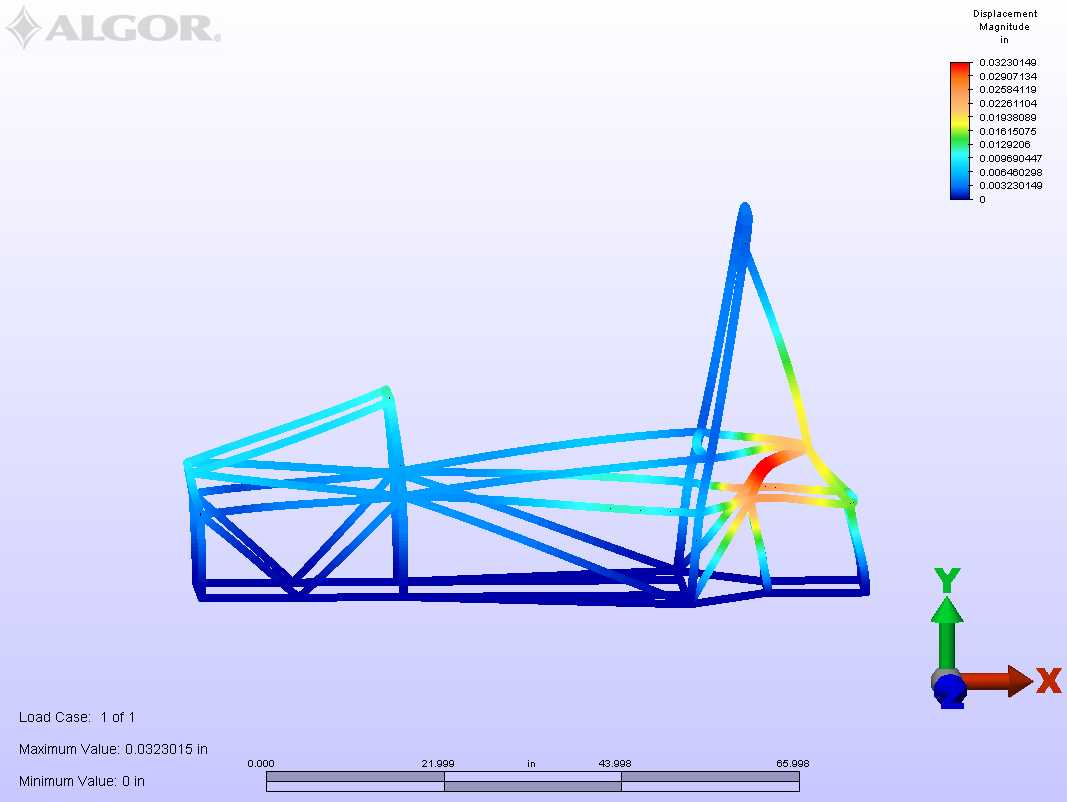 ALGOR.
Displacement
Magnitude
in
0.03230149
0.02907134
0.02584119
0.02261104
0.01938089
0.01615075
0.0129206
0.009690447
0.006460298
0.003230149
0
Y
X
Z
Load Case: 1 of 1
Maximum Value: 0.0323015 in
Minimum Value: 0 in
0.000 21.999 in 43.998 65.998